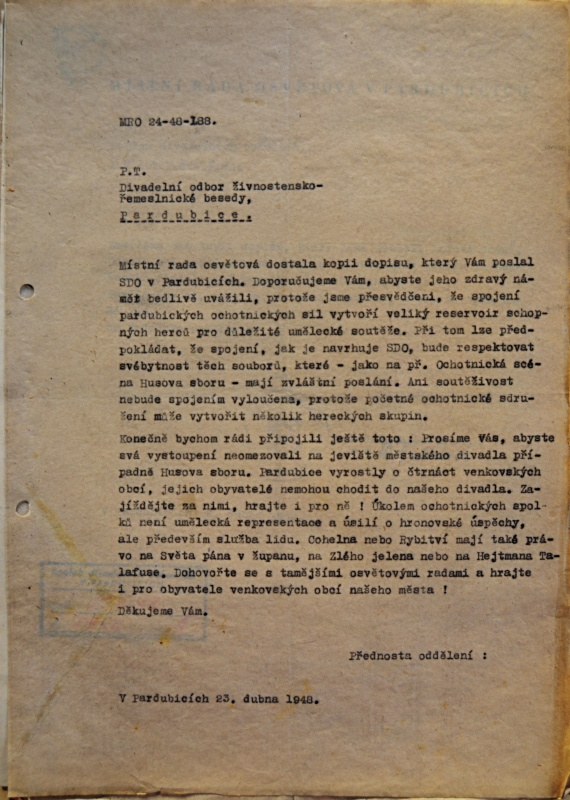 MRO 24-48-188.
P.T.
Divadelní odbor živnostensko-
řemeslnické besedy,
Pardubice.
Místní rada osvětová dostala kopii dopisu, který Vám poslal
SDO v Pardubicích. Doporučujeme Vám, abyste jeho zdravý ná-
mět bedlivě uvážili, protože jsme přesvědčeni, že spojení
pardubických ochotnických sil vytvoří veliký reservoir schop-
ných herců pro důležité umělecké soutěže. Při tom lze před-
pokládat, že spojení, jak je navrhuje SDO, bude respektovat
svébytnost těch souborů, které - jako na př. Ochotnická scé-
na Husova sboru - mají zvláštní poslání. Ani soutěživost
nebude spojením vyloučena, protože početné ochotnické sdru-
žení může vytvořit několik hereckých skupin.
Konečně bychom rádi připojili ještě toto : Prosíme Vás, abyste
svá vystoupení neomezovali na jeviště městského divadla pří-
padně Husova sboru. Pardubice vyrostly o čtrnáct venkovských
obcí, jejich obyvatelé nemohou chodit do našeho divadla. Za-
jíždějte za nimi, hrajte i pro ně ! Úkolem ochotnických spol-
ků není umělecká representace a úsilí o hronovské úspěchy,
ale především služba lidu. Cohelna nebo Rybitví mají také prá-
vo na Světa pána v županu, na Zlého jelena nebo na Hejtmana Ta-
lafuse. Dohovořte se s tamějšími osvětovými radami a hrajte
i pro obyvatele venkovských obcí našeho města !
Děkujeme Vám.
Přednosta oddělení :
V Pardubicích 23. dubna 1948.